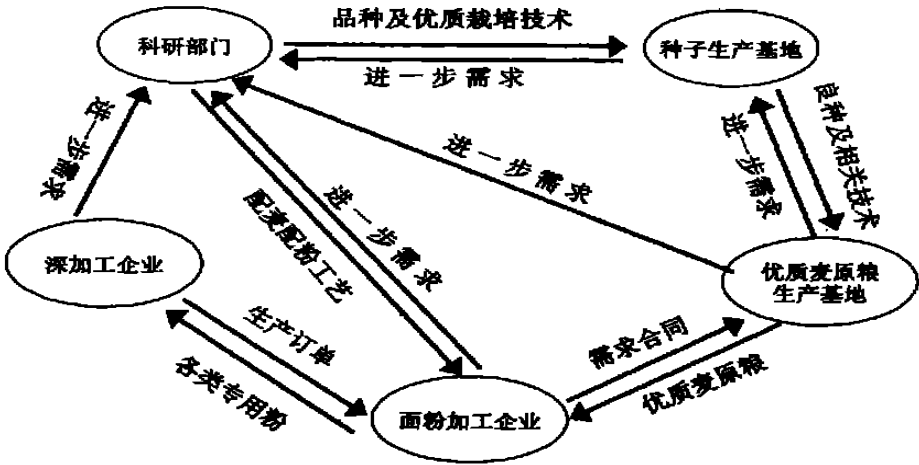 品种及优质栽培技术
科研部门
种子生产基地
进一步需求
进一步需求
良种及相关技术
进一步需求
进一步需求
进一步需求
配麦配粉工艺
深加工企业
优质麦原粮
生产基地
生产订单
需求合同
各类专用粉
优质麦原粮
面粉加工企业